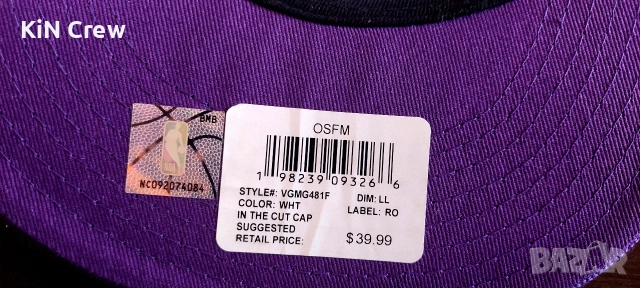 KiN Crew
BMB
NC092074084
OSFM
1 98239 09326 6
STYLE#: VGMG481F DIM: LL
COLOR: WHT LABEL: RO
IN THE CUT CAP
SUGGESTED
RETAIL PRICE: $39.99
BAZAR